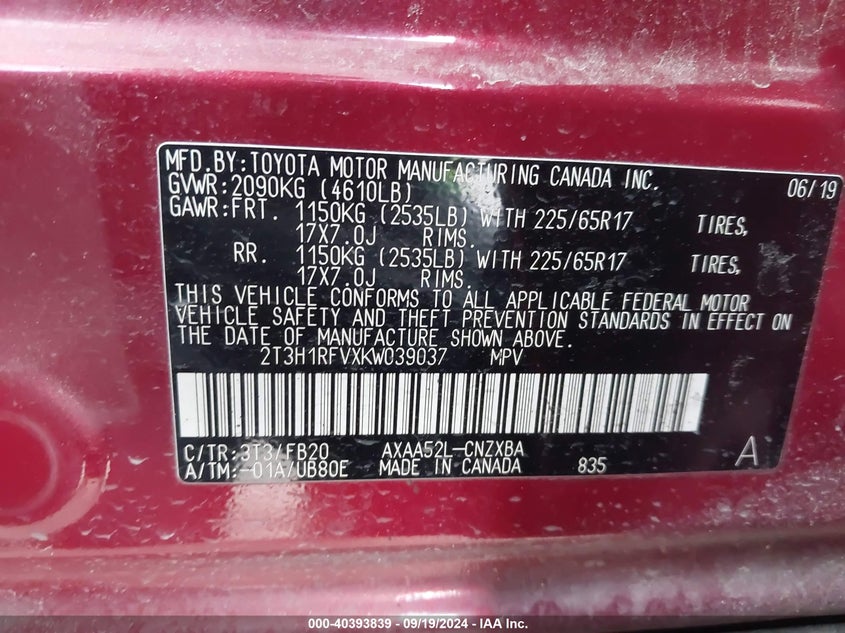 MFD.BY:TOYOTA MOTOR MANUFACTURING CANADA INC. 06/19
GVWR:2090KG (4610LB)
GAWR:FRT. 1150KG (2535LB) WITH 225/65R17 TIRES,
17X7.0J RIMS.
RR. 1150KG (2535LB) WITH 225/65R17 TIRES,
17X7.0J RIMS.
THIS VEHICLE CONFORMS TO ALL APPLICABLE FEDERAL MOTOR
VEHICLE SAFETY AND THEFT PREVENTION STANDARDS IN EFFECT ON
THE DATE OF MANUFACTURE SHOWN ABOVE.
2T3H1RFVXKW039037 MPV
C/TR:3T3/FB20 AXAA52L-CNZXBA
A/TM:-01A/UB80E MADE IN CANADA 835 A
000-40393839 - 09/19/2024 - IAA Inc.